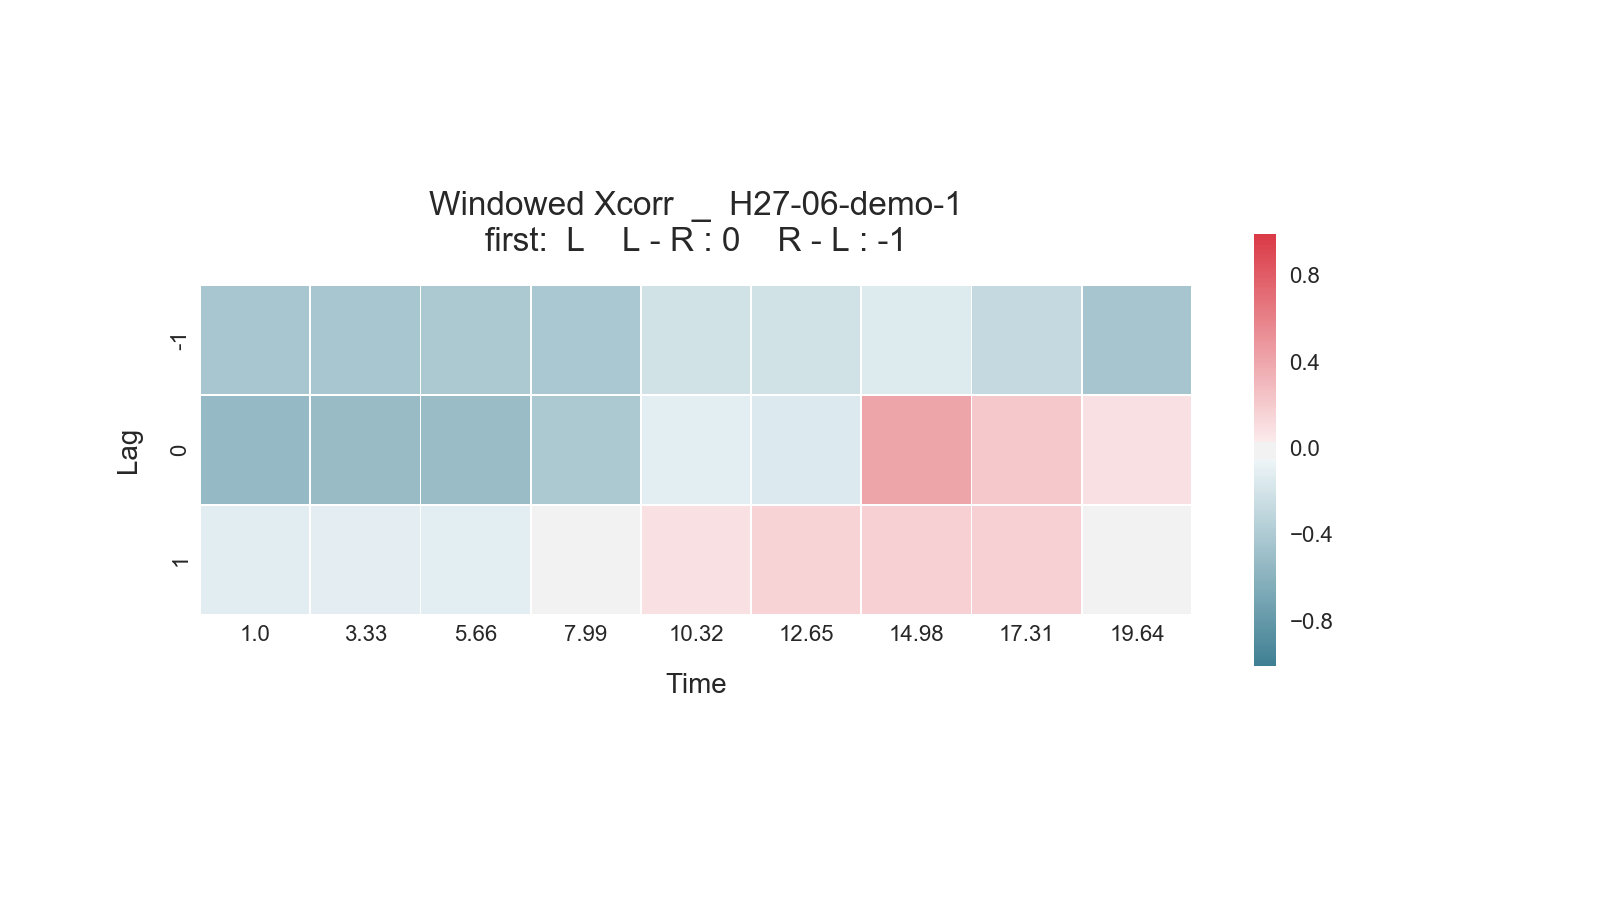 Windowed Xcorr _ H27-06-demo-1
first: L L - R : 0 R - L : -1
0.8
0.4
0.0
−0.4
−0.8
Lag
-1
0
1
1.0 3.33 5.66 7.99 10.32 12.65 14.98 17.31 19.64
Time